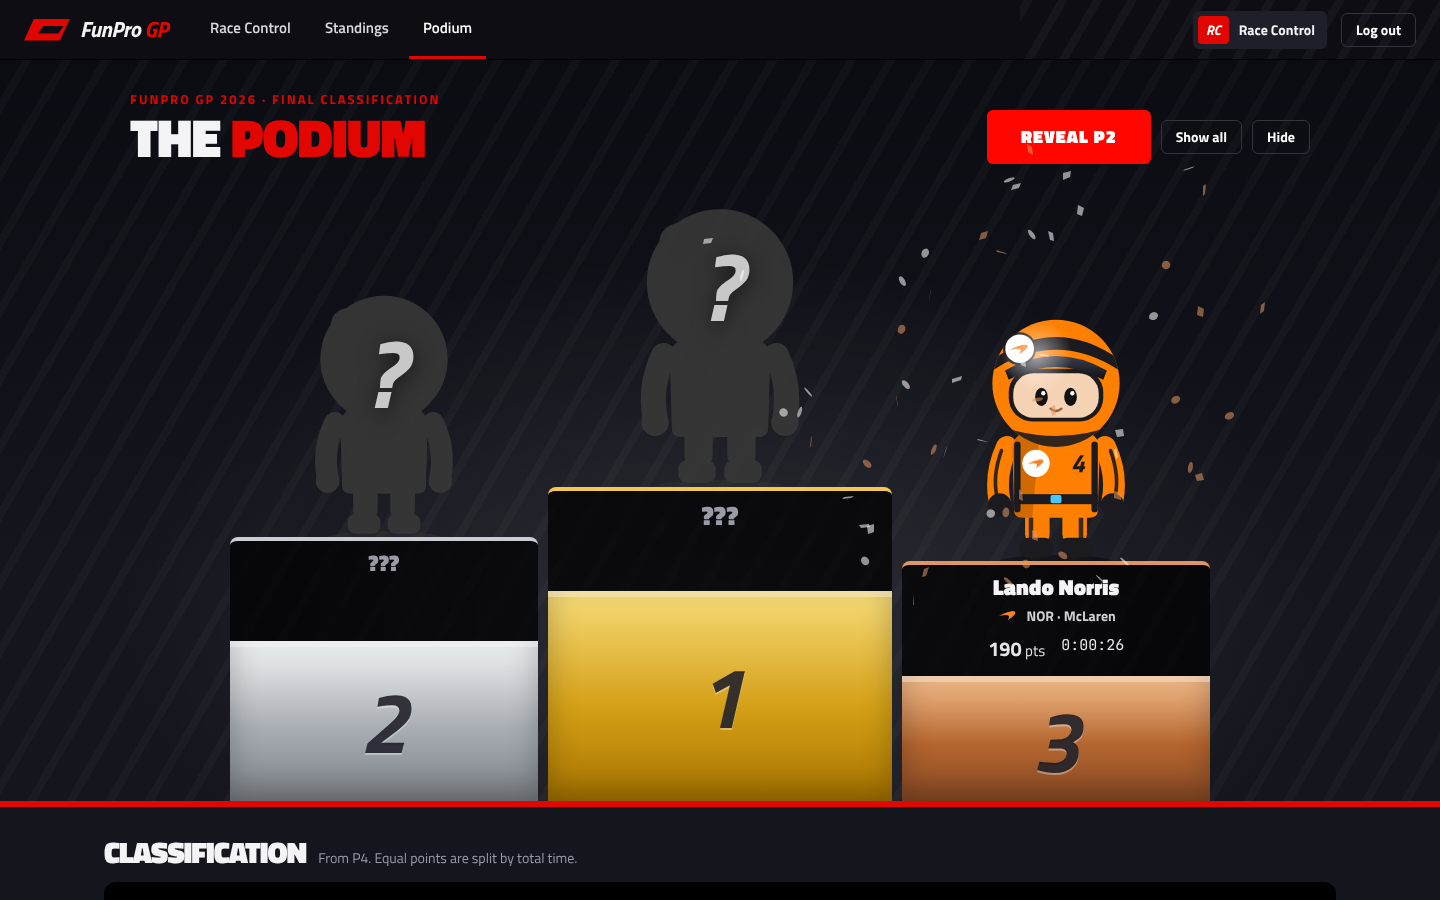 FunPro GP
Race Control
Standings
Podium
RC
Race Control
Log out
FUNPRO GP 2026 · FINAL CLASSIFICATION
THE PODIUM
REVEAL P2
Show all
Hide
?
?
4
???
???
Lando Norris
NOR · McLaren
190 pts
0:00:26
2
1
3
CLASSIFICATION
From P4. Equal points are split by total time.